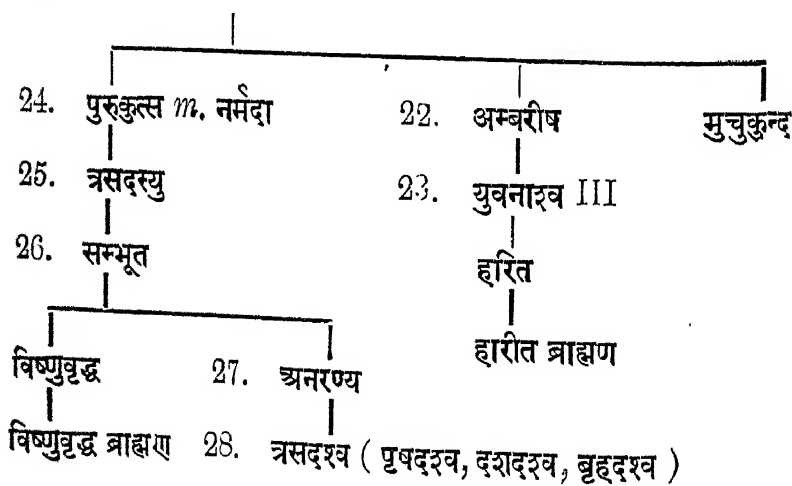 24. पुरुकुत्स m. नर्मदा 22. अम्बरीष मुचुकुन्द
25. त्रसदस्यु 23. युवनाश्व III
26. सम्भूत
हरित
हारीत ब्राह्मण
विष्णुवृद्ध 27. अनरण्य
विष्णुवृद्ध ब्राह्मण 28. त्रसदश्व ( पृषदश्व, दशदश्व, बृहदश्व )